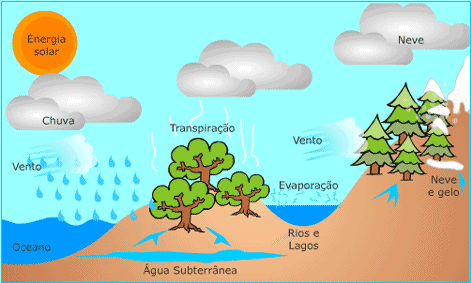 Energia
solar
Neve
Chuva
Transpiração
Vento
Vento
Evaporação
Neve
e gelo
Oceano
Rios e
Lagos
Água Subterrânea